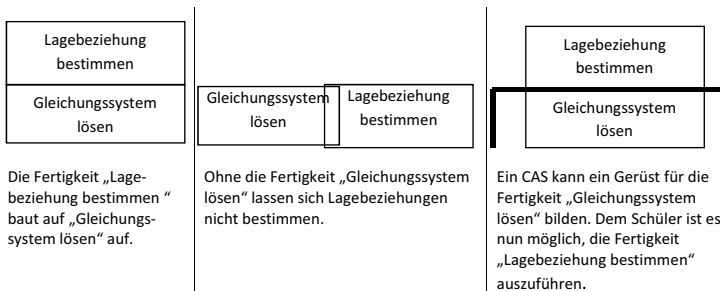 Lagebeziehung
bestimmen
Gleichungssystem
lösen
Die Fertigkeit „Lage-
beziehung bestimmen “
baut auf „Gleichungs-
system lösen“ auf.
Gleichungssystem
lösen
Lagebeziehung
bestimmen
Ohne die Fertigkeit „Gleichungssystem
lösen“ lassen sich Lagebeziehungen
nicht bestimmen.
Lagebeziehung
bestimmen
Gleichungssystem
lösen
Ein CAS kann ein Gerüst für die
Fertigkeit „Gleichungssystem
lösen“ bilden. Dem Schüler ist es
nun möglich, die Fertigkeit
„Lagebeziehung bestimmen“
auszuführen.